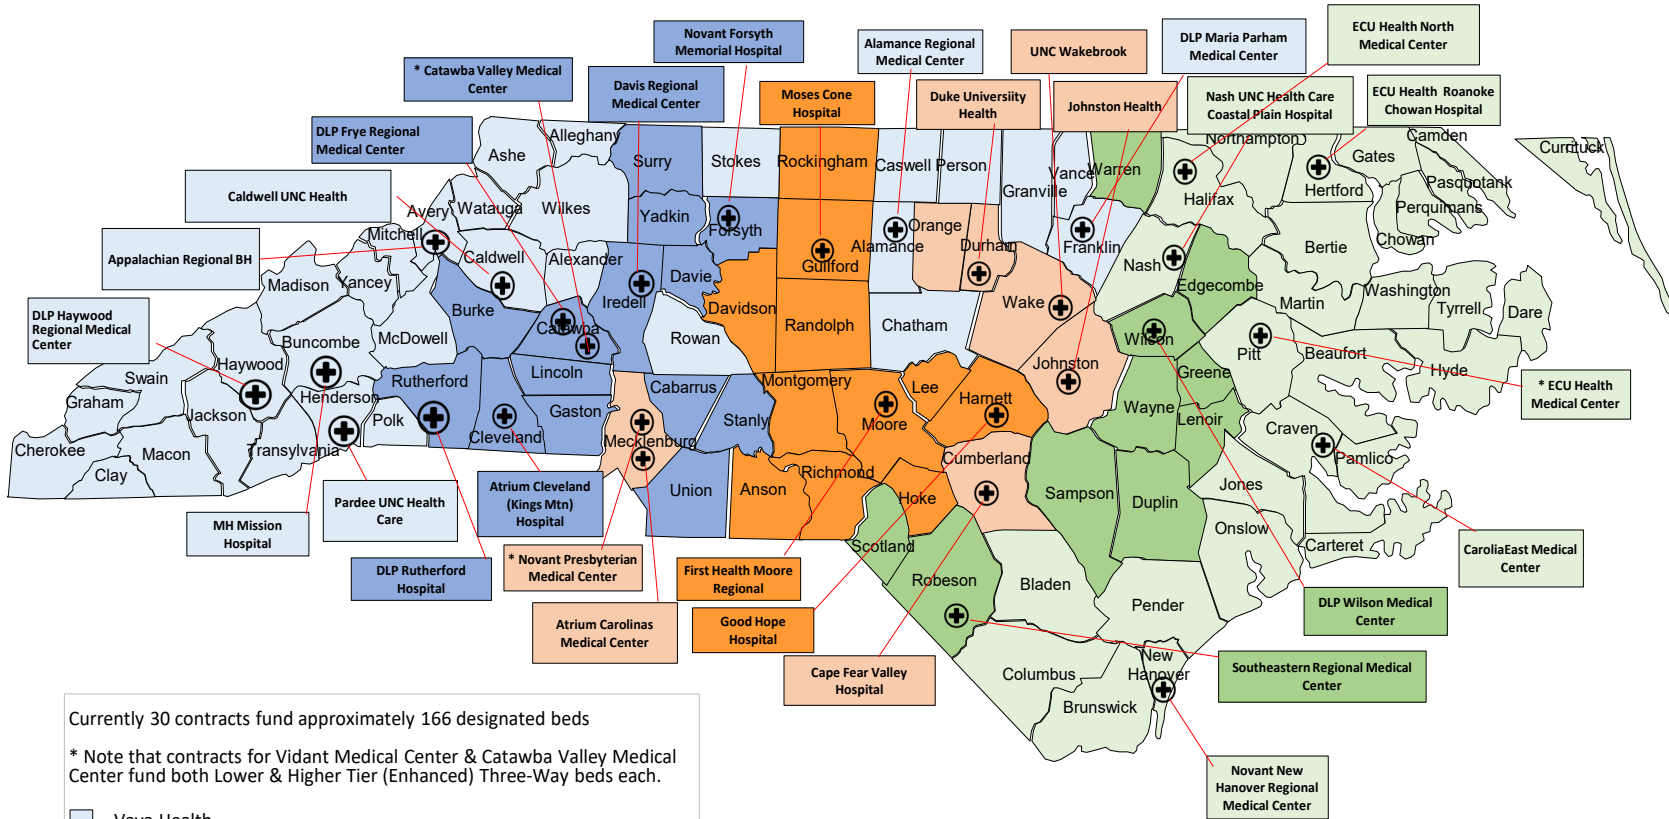 Novant Forsyth
Memorial Hospital
Alamance Regional
Medical Center
UNC Wakebrook
DLP Maria Parham
Medical Center
ECU Health North
Medical Center
* Catawba Valley Medical
Center
Davis Regional
Medical Center
Moses Cone
Hospital
Duke Universiity
Health
Johnston Health
Nash UNC Health Care
Coastal Plain Hospital
ECU Health Roanoke
Chowan Hospital
DLP Frye Regional
Medical Center
Caldwell UNC Health
Appalachian Regional BH
DLP Haywood
Regional Medical
Center
Alleghany
Ashe
Surry
Stokes
Rockingham
Caswell
Person
Granville
Vance
Warren
Northampton
Gates
Camden
Currituck
Pasquotank
Perquimans
Chowan
Hertford
Halifax
Bertie
Avery
Watauga
Wilkes
Yadkin
Forsyth
Guilford
Alamance
Orange
Durham
Franklin
Nash
Edgecombe
Martin
Washington
Tyrrell
Dare
Mitchell
Yancey
Madison
Caldwell
Alexander
Iredell
Davie
Davidson
Randolph
Chatham
Wake
Wilson
Pitt
Beaufort
Hyde
Burke
Catawba
Rowan
McDowell
Buncombe
Haywood
Swain
Graham
Jackson
Henderson
Rutherford
Lincoln
Cabarrus
Montgomery
Lee
Harnett
Johnston
Greene
Wayne
Lenoir
Craven
Pamlico
Cherokee
Clay
Macon
Transylvania
Polk
Cleveland
Gaston
Mecklenburg
Stanly
Moore
Cumberland
Sampson
Duplin
Jones
Onslow
Carteret
Union
Anson
Richmond
Hoke
Scotland
Robeson
Bladen
Pender
Columbus
Brunswick
New
Hanover
* ECU Health
Medical Center
MH Mission
Hospital
Pardee UNC Health
Care
Atrium Cleveland
(Kings Mtn)
Hospital
DLP Rutherford
Hospital
* Novant Presbyterian
Medical Center
Atrium Carolinas
Medical Center
First Health Moore
Regional
Good Hope
Hospital
Cape Fear Valley
Hospital
CaroliaEast Medical
Center
DLP Wilson Medical
Center
Southeastern Regional Medical
Center
Novant New
Hanover Regional
Medical Center
Currently 30 contracts fund approximately 166 designated beds
* Note that contracts for Vidant Medical Center & Catawba Valley Medical
Center fund both Lower & Higher Tier (Enhanced) Three-Way beds each.
Vaya Health